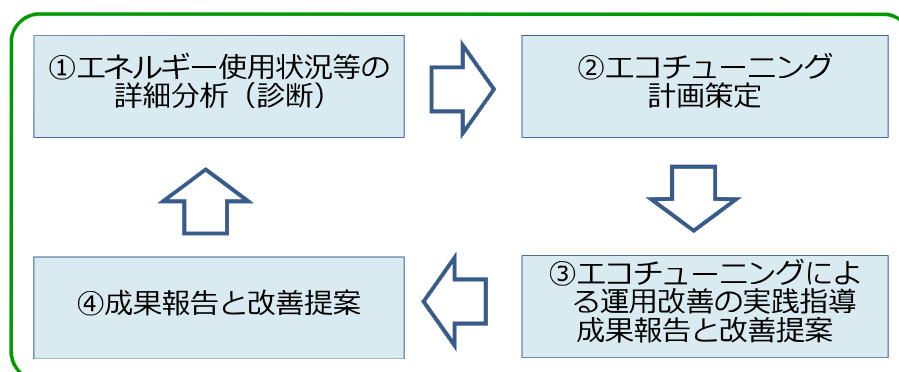 ①エネルギー使用状況等の
詳細分析（診断）
②エコチューニング
計画策定
③エコチューニングによ
る運用改善の実践指導
成果報告と改善提案
④成果報告と改善提案